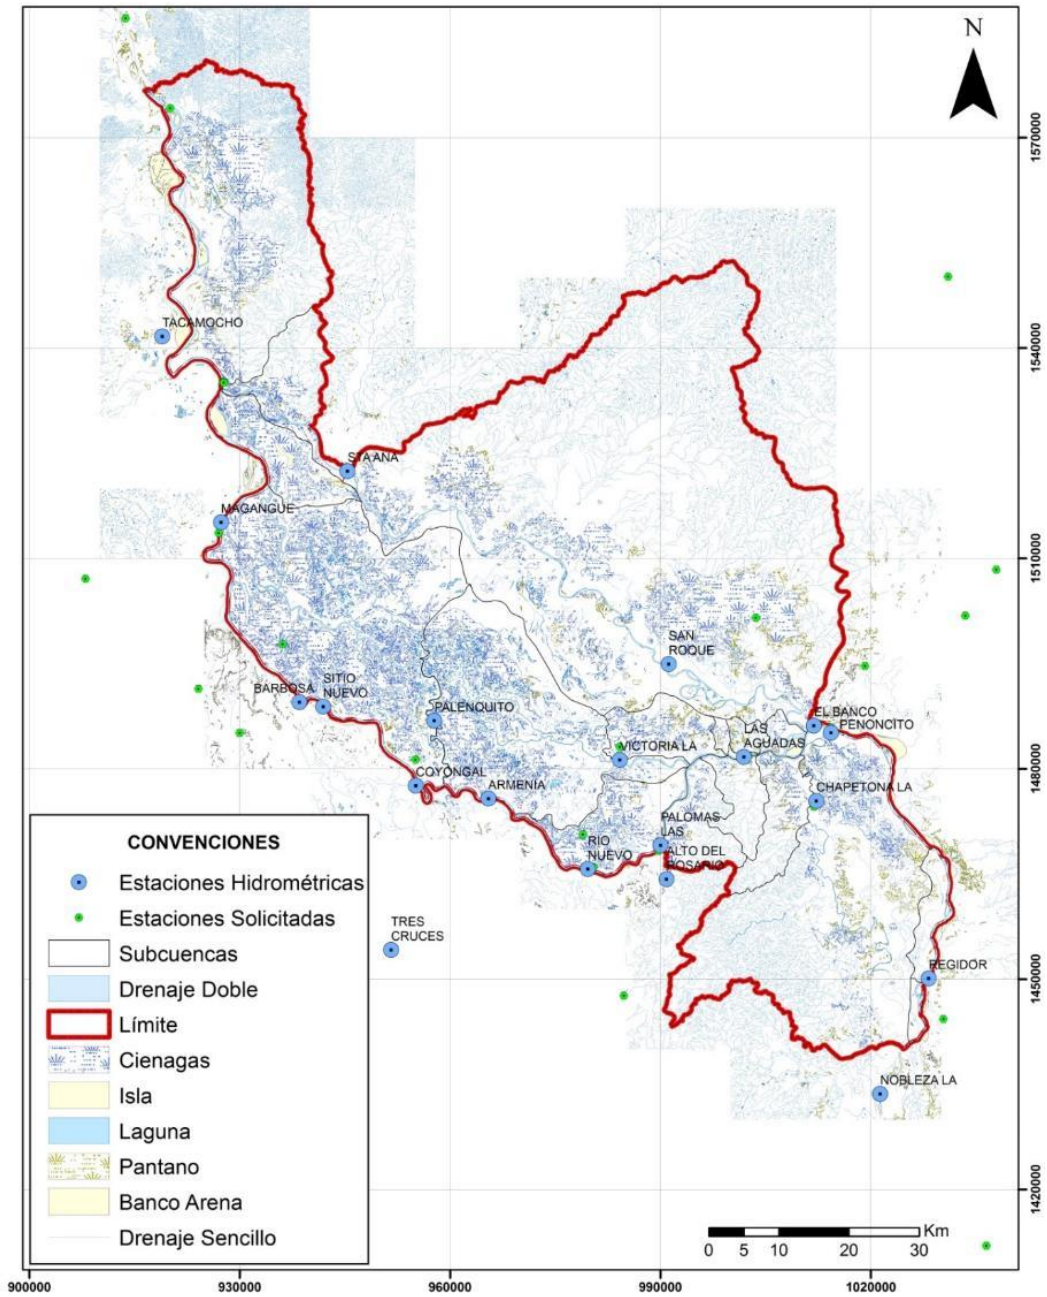 N
1570000
TACAMOCHO
1540000
STA ANA
MAGANGUE
1510000
SAN
ROQUE
BARBOSA
SITIO
NUEVO
PALENQUITO
EL BANCO
PENONCITO
LAS
AGUADAS
VICTORIA LA
1480000
COYONGAL
ARMENIA
CHAPETONA LA
PALOMAS
LAS
RIO
NUEVO
ALTO DEL
ROSARIO
TRES
CRUCES
REGIDOR
1450000
NOBLEZA LA
1420000
CONVENCIONES
Estaciones Hidrométricas
Estaciones Solicitadas
Subcuencas
Drenaje Doble
Límite
Cienagas
Isla
Laguna
Pantano
Banco Arena
Drenaje Sencillo
Km
0 5 10 20 30
900000 930000 960000 990000 1020000